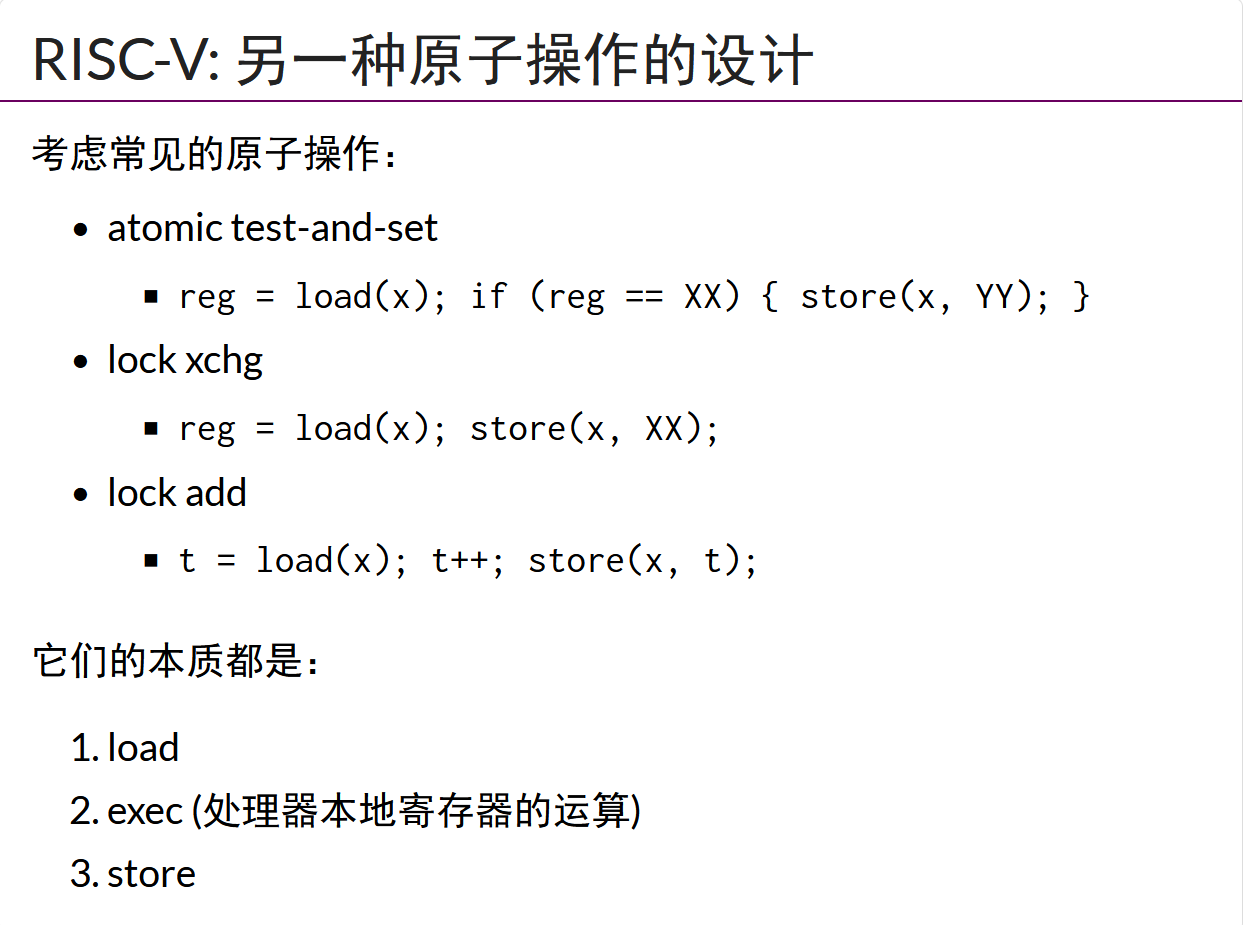 RISC-V: 另一种原子操作的设计
考虑常见的原子操作：
• atomic test-and-set
▪ reg = load(x); if (reg == XX) { store(x, YY); }
• lock xchg
▪ reg = load(x); store(x, XX);
• lock add
▪ t = load(x); t++; store(x, t);
它们的本质都是：
1. load
2. exec (处理器本地寄存器的运算)
3. store